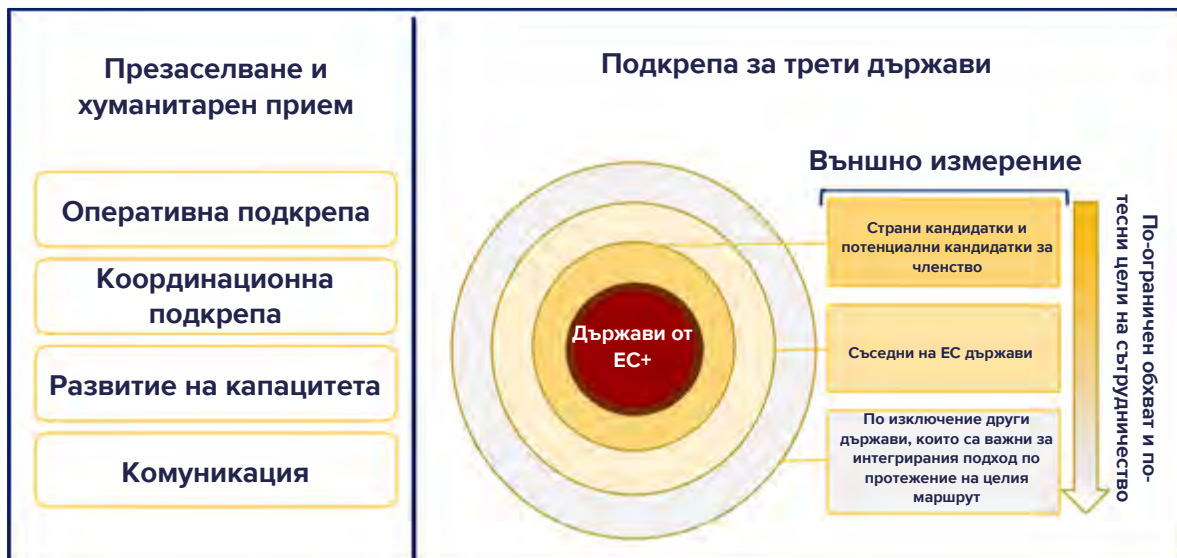 Презаселване и
хуманитарен прием
Оперативна подкрепа
Координационна
подкрепа
Развитие на капацитета
Комуникация
Подкрепа за трети държави
Външно измерение
Държави от
ЕС+
Страни кандидатки и
потенциални кандидатки за
членство
Съседни на ЕС държави
По изключение други
държави, които са важни за
интегрирания подход по
протежение на целия
маршрут
По-ограничен обхват и по-
тесни цели на сътрудничество